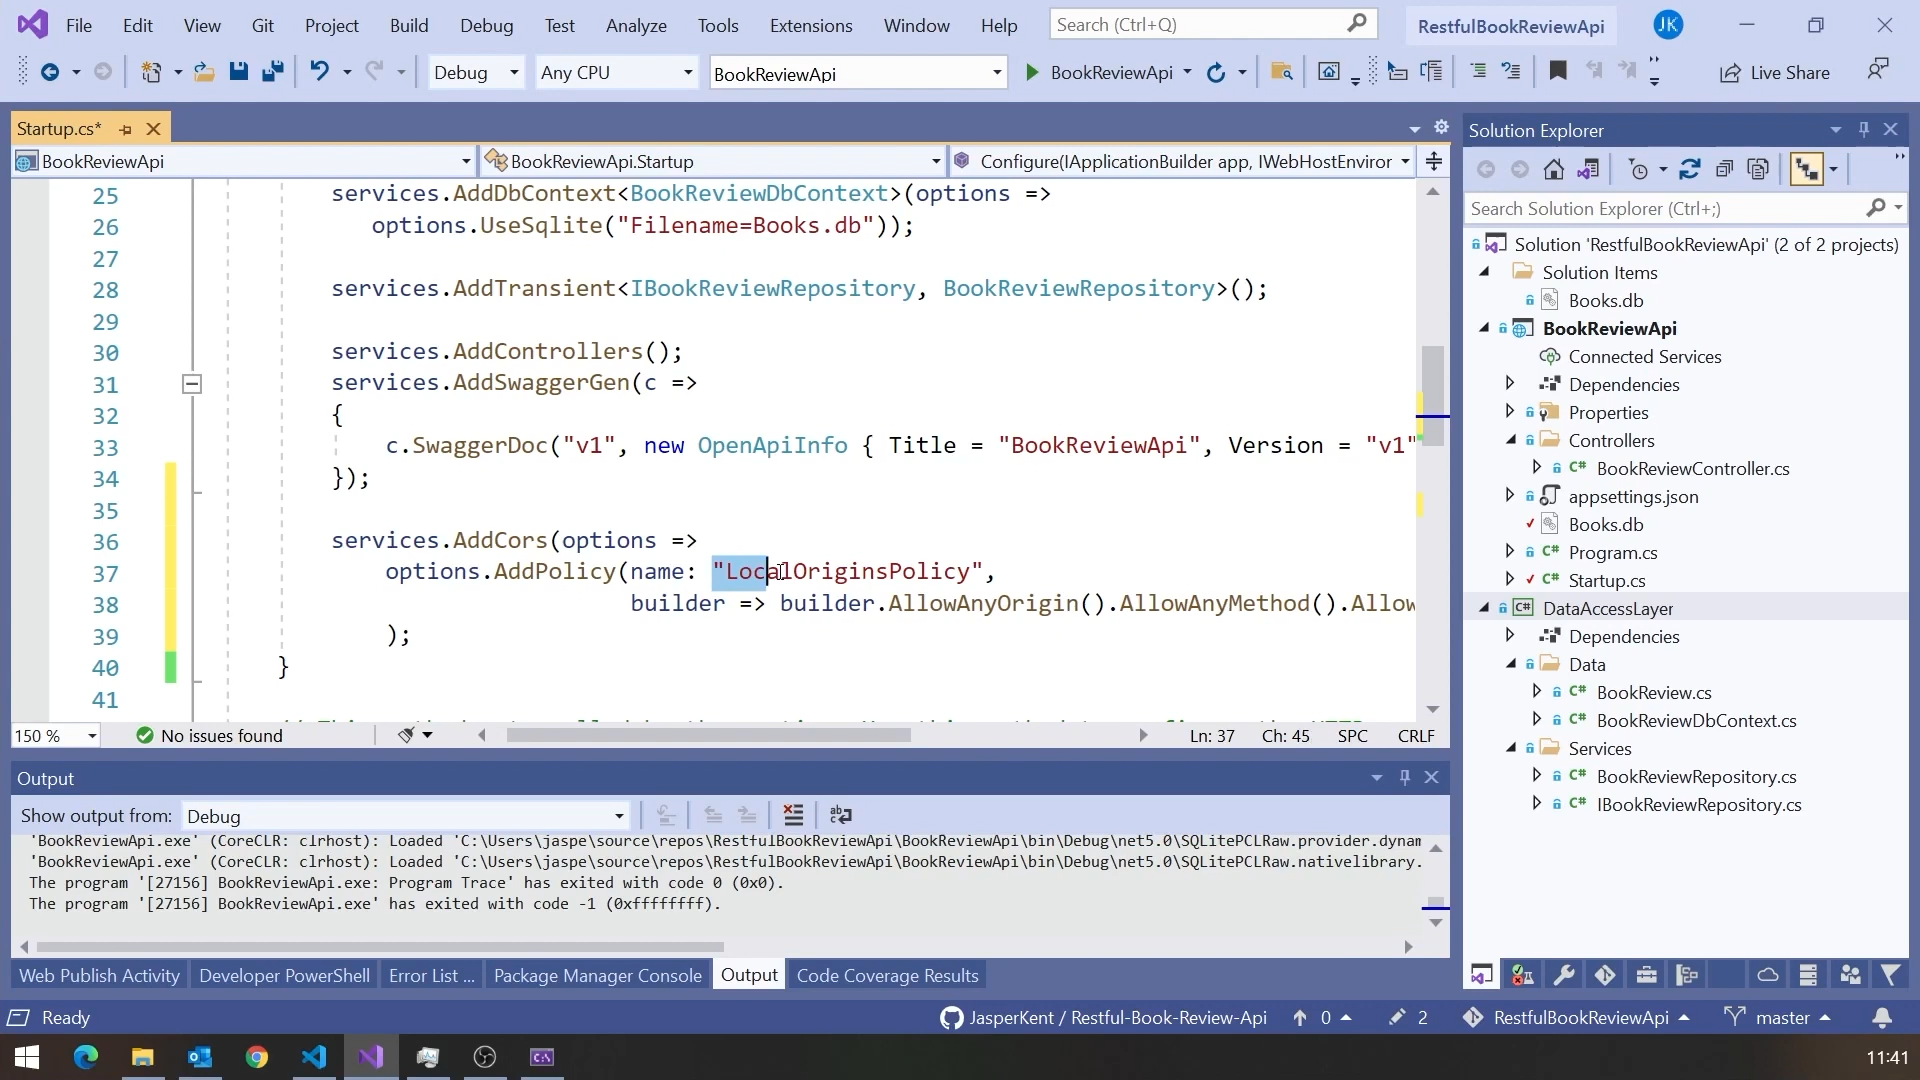 File Edit View Git Project Build Debug Test Analyze Tools Extensions Window Help Search (Ctrl+Q) RestfulBookReviewApi JK
Debug Any CPU BookReviewApi BookReviewApi Live Share
Startup.cs*
BookReviewApi BookReviewApi.Startup Configure(IApplicationBuilder app, IWebHostEnviror
25 services.AddDbContext<BookReviewDbContext>(options =>
26 options.UseSqlite("Filename=Books.db"));
27
28 services.AddTransient<IBookReviewRepository, BookReviewRepository>();
29
30 services.AddControllers();
31 services.AddSwaggerGen(c =>
32 {
33 c.SwaggerDoc("v1", new OpenApiInfo { Title = "BookReviewApi", Version = "v1"
34 });
35
36 services.AddCors(options =>
37 options.AddPolicy(name: "LocalOriginsPolicy",
38 builder => builder.AllowAnyOrigin().AllowAnyMethod().Allow
39 );
40 }
41
150 % No issues found Ln: 37 Ch: 45 SPC CRLF
Output
Show output from: Debug
'BookReviewApi.exe' (CoreCLR: clrhost): Loaded 'C:\Users\jaspe\source\repos\RestfulBookReviewApi\BookReviewApi\bin\Debug\net5.0\SQLitePCLRaw.provider.dynam
'BookReviewApi.exe' (CoreCLR: clrhost): Loaded 'C:\Users\jaspe\source\repos\RestfulBookReviewApi\BookReviewApi\bin\Debug\net5.0\SQLitePCLRaw.nativelibrary.
The program '[27156] BookReviewApi.exe: Program Trace' has exited with code 0 (0x0).
The program '[27156] BookReviewApi.exe' has exited with code -1 (0xffffffff).
Web Publish Activity Developer PowerShell Error List ... Package Manager Console Output Code Coverage Results
Solution Explorer
Search Solution Explorer (Ctrl+;)
Solution 'RestfulBookReviewApi' (2 of 2 projects)
Solution Items
Books.db
BookReviewApi
Connected Services
Dependencies
Properties
Controllers
C# BookReviewController.cs
appsettings.json
Books.db
C# Program.cs
C# Startup.cs
C# DataAccessLayer
Dependencies
Data
C# BookReview.cs
C# BookReviewDbContext.cs
Services
C# BookReviewRepository.cs
C# IBookReviewRepository.cs
Ready JasperKent / Restful-Book-Review-Api 0 2 RestfulBookReviewApi master
11:41